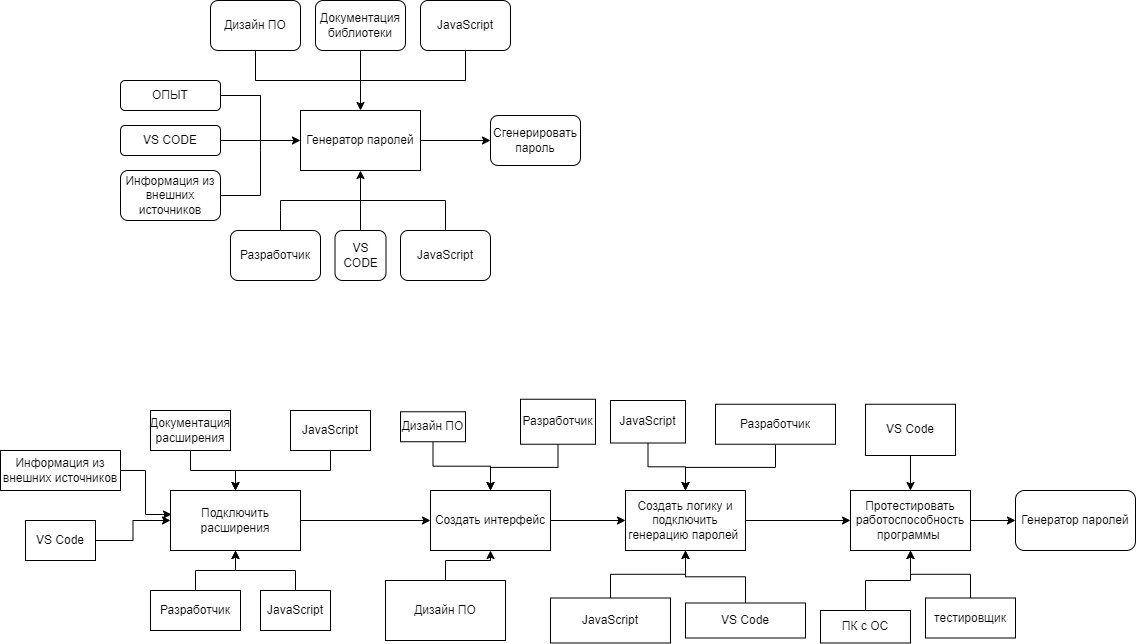 Дизайн ПО
Документация
библиотеки
JavaScript
ОПЫТ
VS CODE
Информация из
внешних
источников
Генератор паролей
Сгенерировать
пароль
Разработчик
VS
CODE
JavaScript
Документация
расширения
JavaScript
Дизайн ПО
Разработчик
JavaScript
Разработчик
VS Code
Информация из
внешних источников
VS Code
Подключить
расширения
Создать интерфейс
Создать логику и
подключить
генерацию паролей
Протестировать
работоспособность
программы
Генератор паролей
Разработчик
JavaScript
Дизайн ПО
JavaScript
VS Code
ПК с ОС
тестировщик